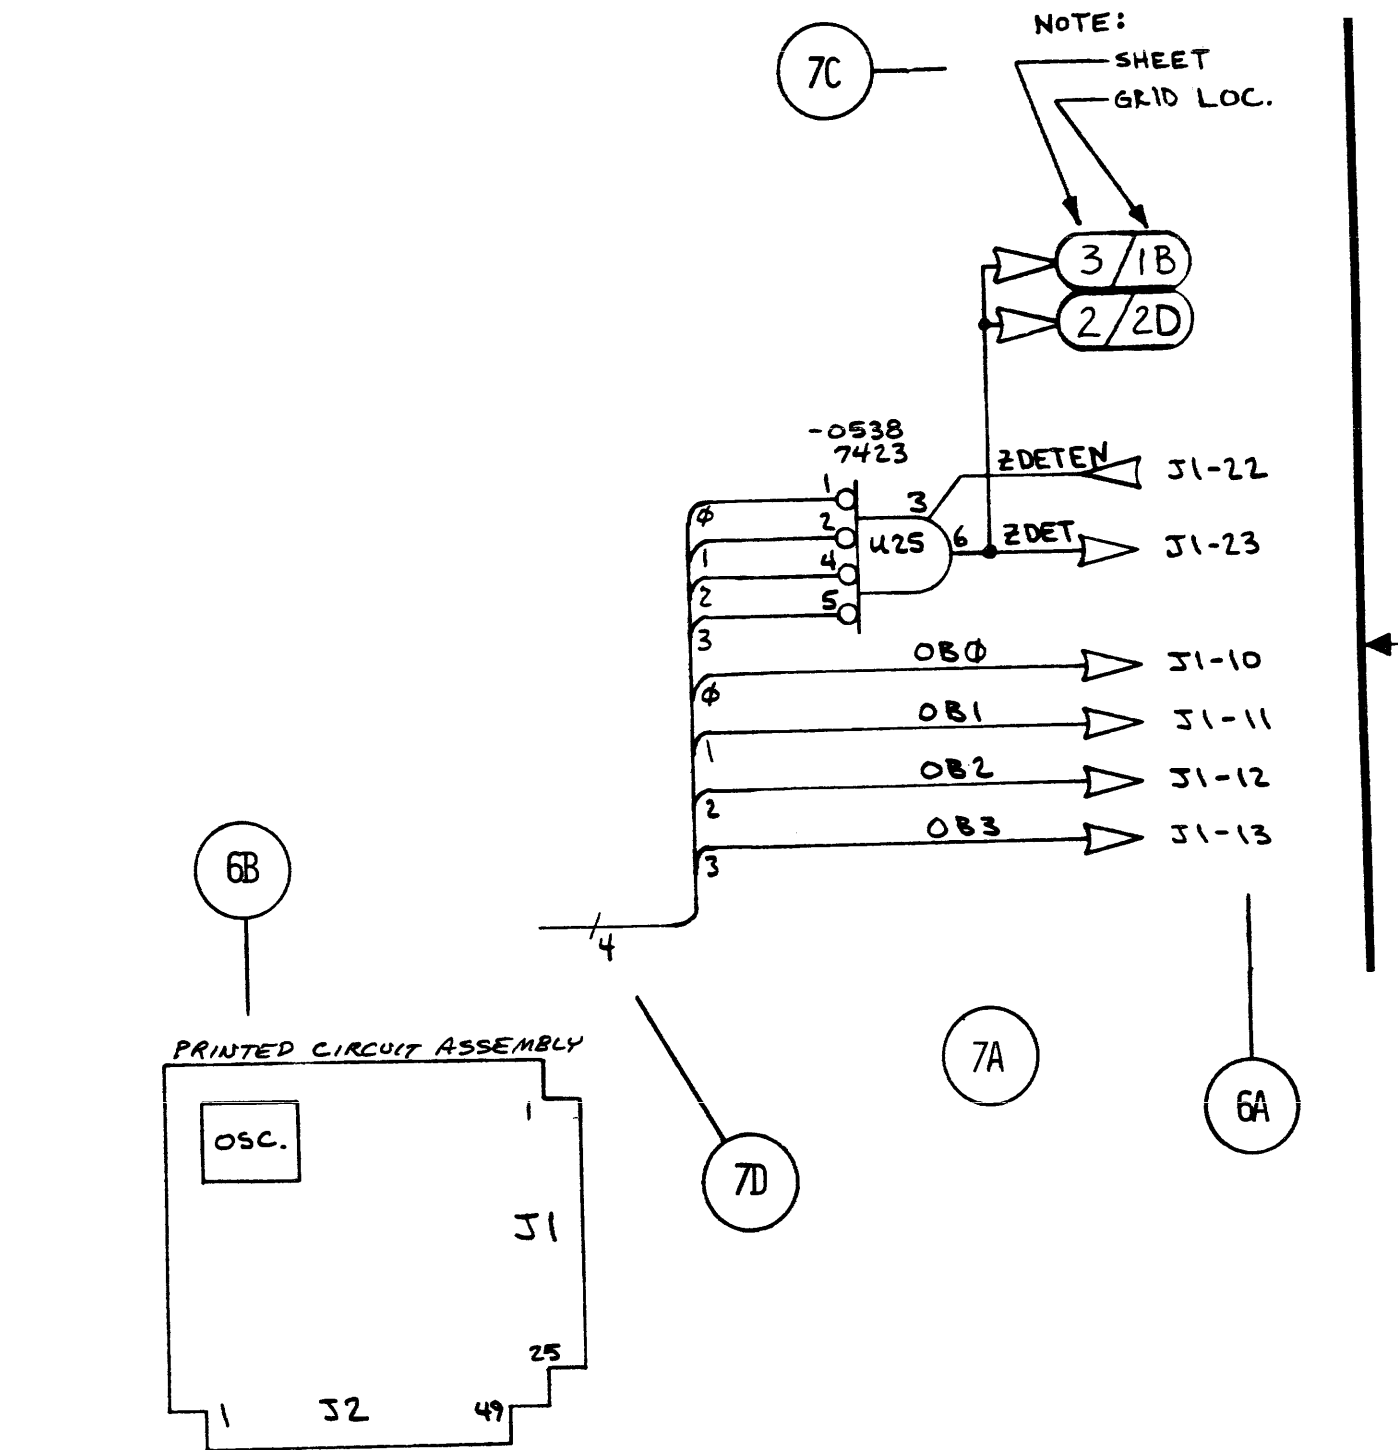 NOTE:
7C
SHEET
GRID LOC.
3/1B
2/2D
-0538
7423
ZDETEN
J1-22
1
3
φ
2
U25
6
ZDET
J1-23
1
4
2
5
3
OBφ
J1-10
φ
OB1
J1-11
1
OB2
J1-12
2
OB3
J1-13
3
6B
4
PRINTED CIRCUIT ASSEMBLY
7A
6A
1
OSC.
7D
J1
25
1
J2
49